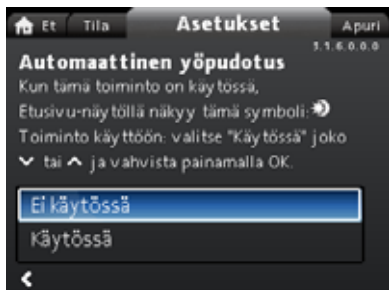 Et Tila Asetukset Apuri
3.1.6.0.0.0
Automaattinen yöpudotus
Kun tämä toiminto on käytössä,
Etusivu-näytöllä näkyy tämä symboli:
Toiminto käyttöön: valitse "Käytössä" joko
tai ja vahvista painamalla OK.
Ei käytössä
Käytössä